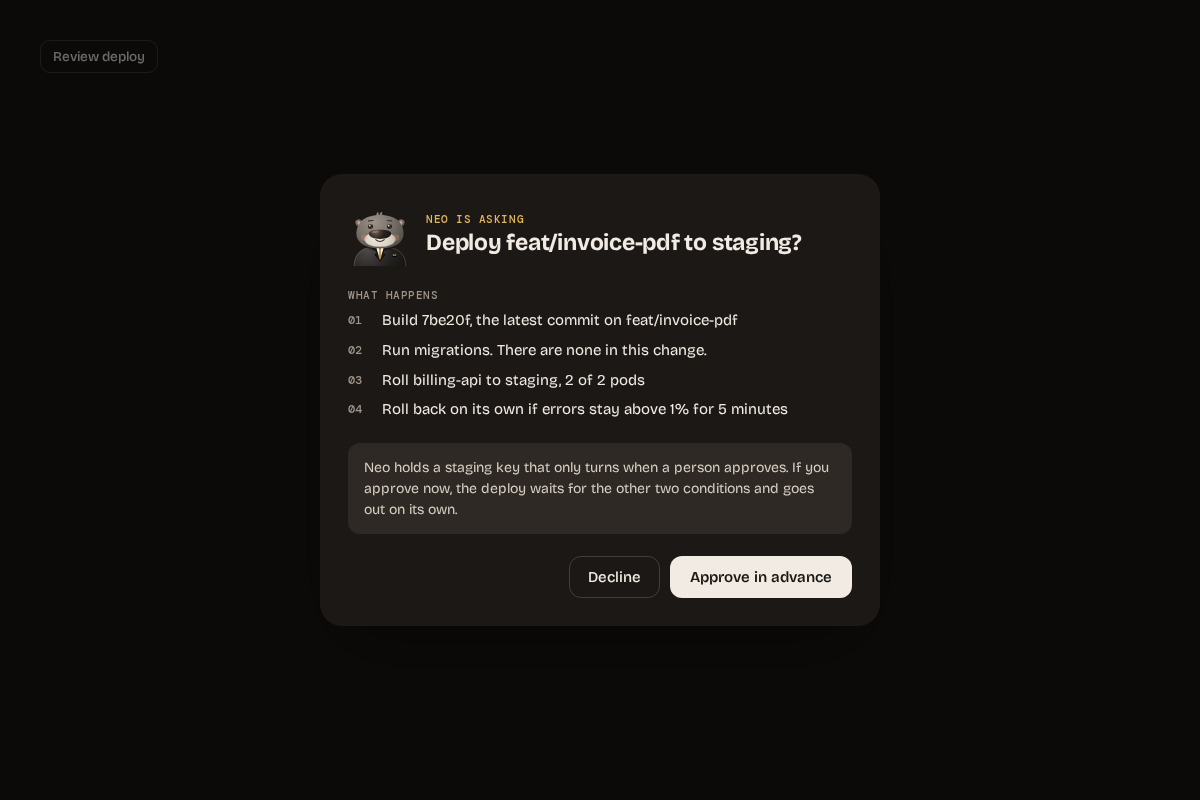 Review deploy
NEO IS ASKING
Deploy feat/invoice-pdf to staging?
WHAT HAPPENS
01 Build 7be20f, the latest commit on feat/invoice-pdf
02 Run migrations. There are none in this change.
03 Roll billing-api to staging, 2 of 2 pods
04 Roll back on its own if errors stay above 1% for 5 minutes
Neo holds a staging key that only turns when a person approves. If you
approve now, the deploy waits for the other two conditions and goes
out on its own.
Decline Approve in advance